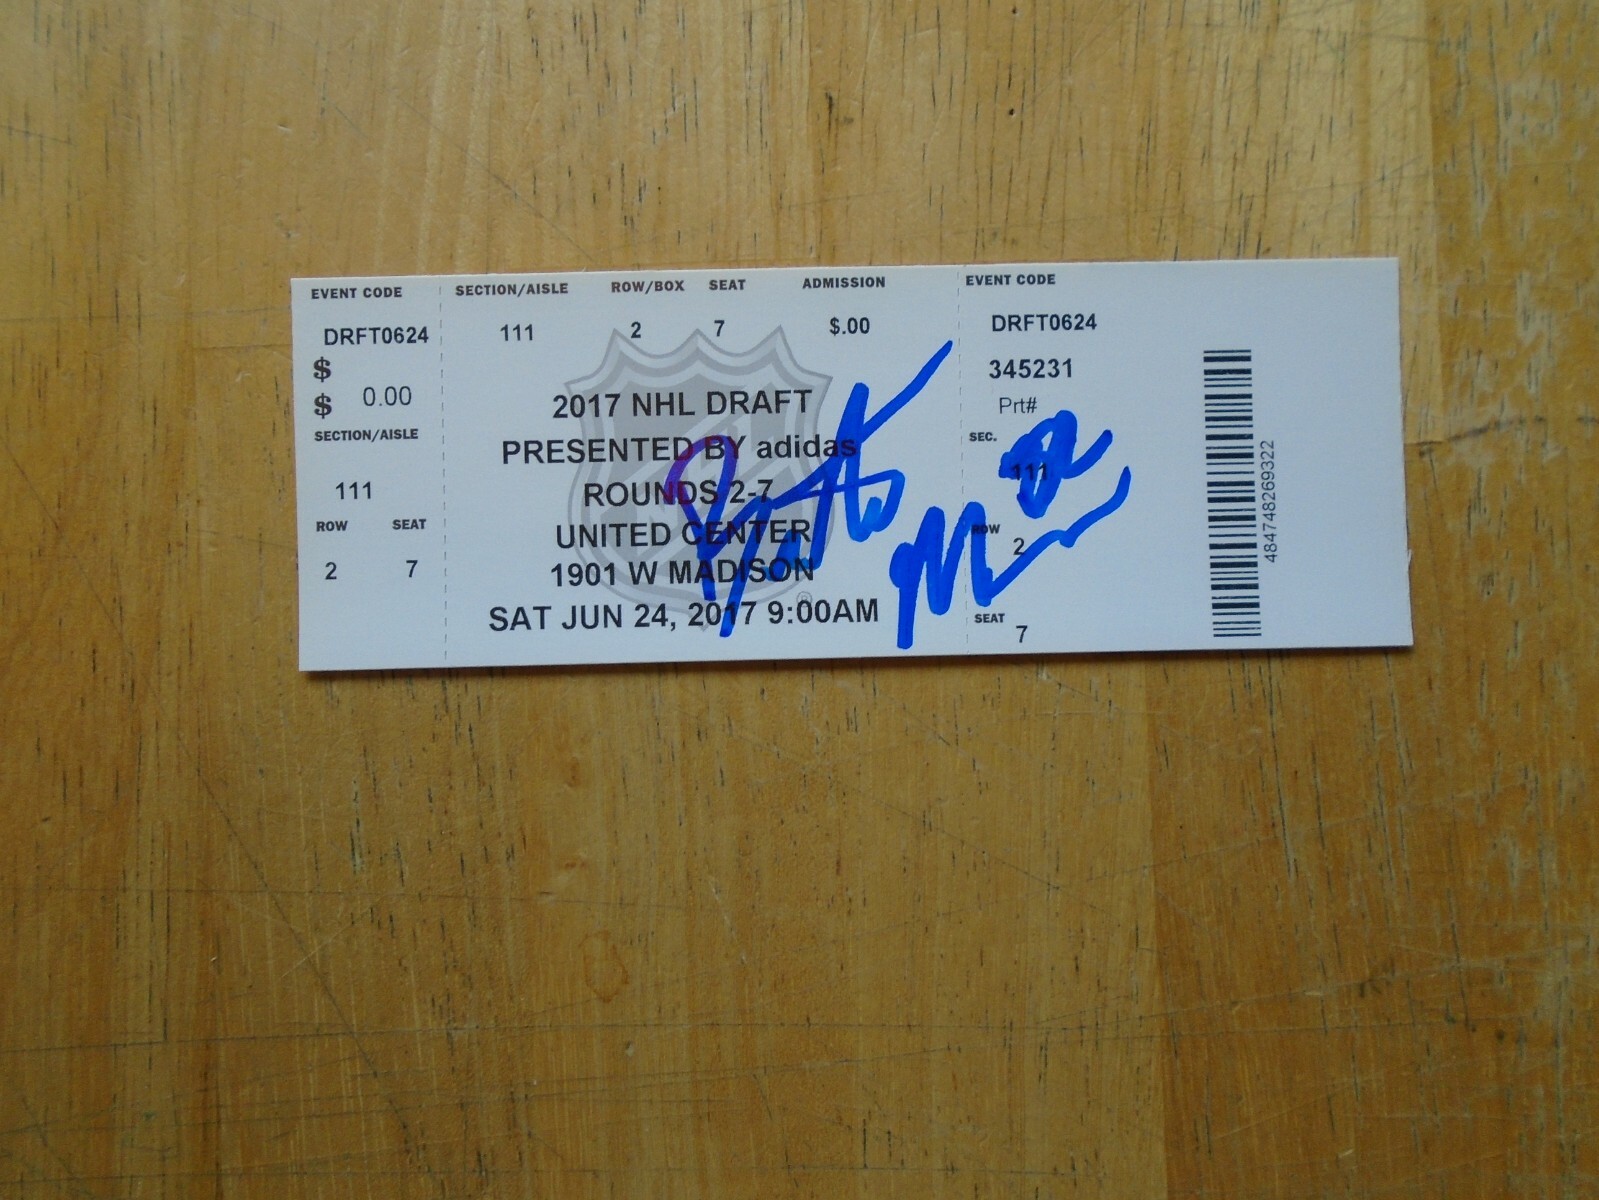 EVENT CODE
DRFT0624
$
$ 0.00
SECTION/AISLE
111
ROW SEAT
2 7
SECTION/AISLE ROW/BOX SEAT ADMISSION
111 2 7 $.00
2017 NHL DRAFT
PRESENTED BY adidas
ROUNDS 2-7
UNITED CENTER
1901 W MADISON
®
SAT JUN 24, 2017 9:00AM
EVENT CODE
DRFT0624
345231
Prt#
SEC.
111
ROW
2
SEAT
7
484748269322